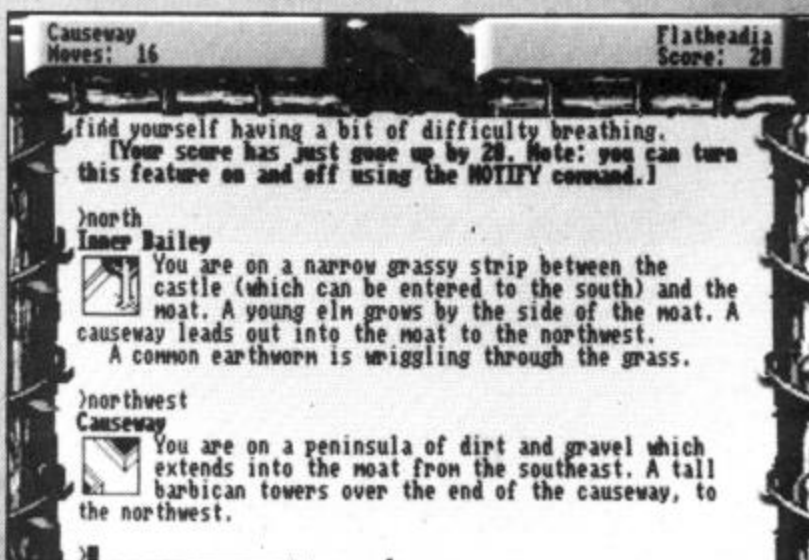 Causeway
Moves: 16
Flatheadia
Score: 20
find yourself having a bit of difficulty breathing.
[Your score has just gone up by 20. Note: you can turn
this feature on and off using the NOTIFY command.]
>north
Inner Bailey
You are on a narrow grassy strip between the
castle (which can be entered to the south) and the
moat. A young elm grows by the side of the moat. A
causeway leads out into the moat to the northwest.
A common earthworm is wriggling through the grass.
>northwest
Causeway
You are on a peninsula of dirt and gravel which
extends into the moat from the southeast. A tall
barbican towers over the end of the causeway, to
the northwest.
>